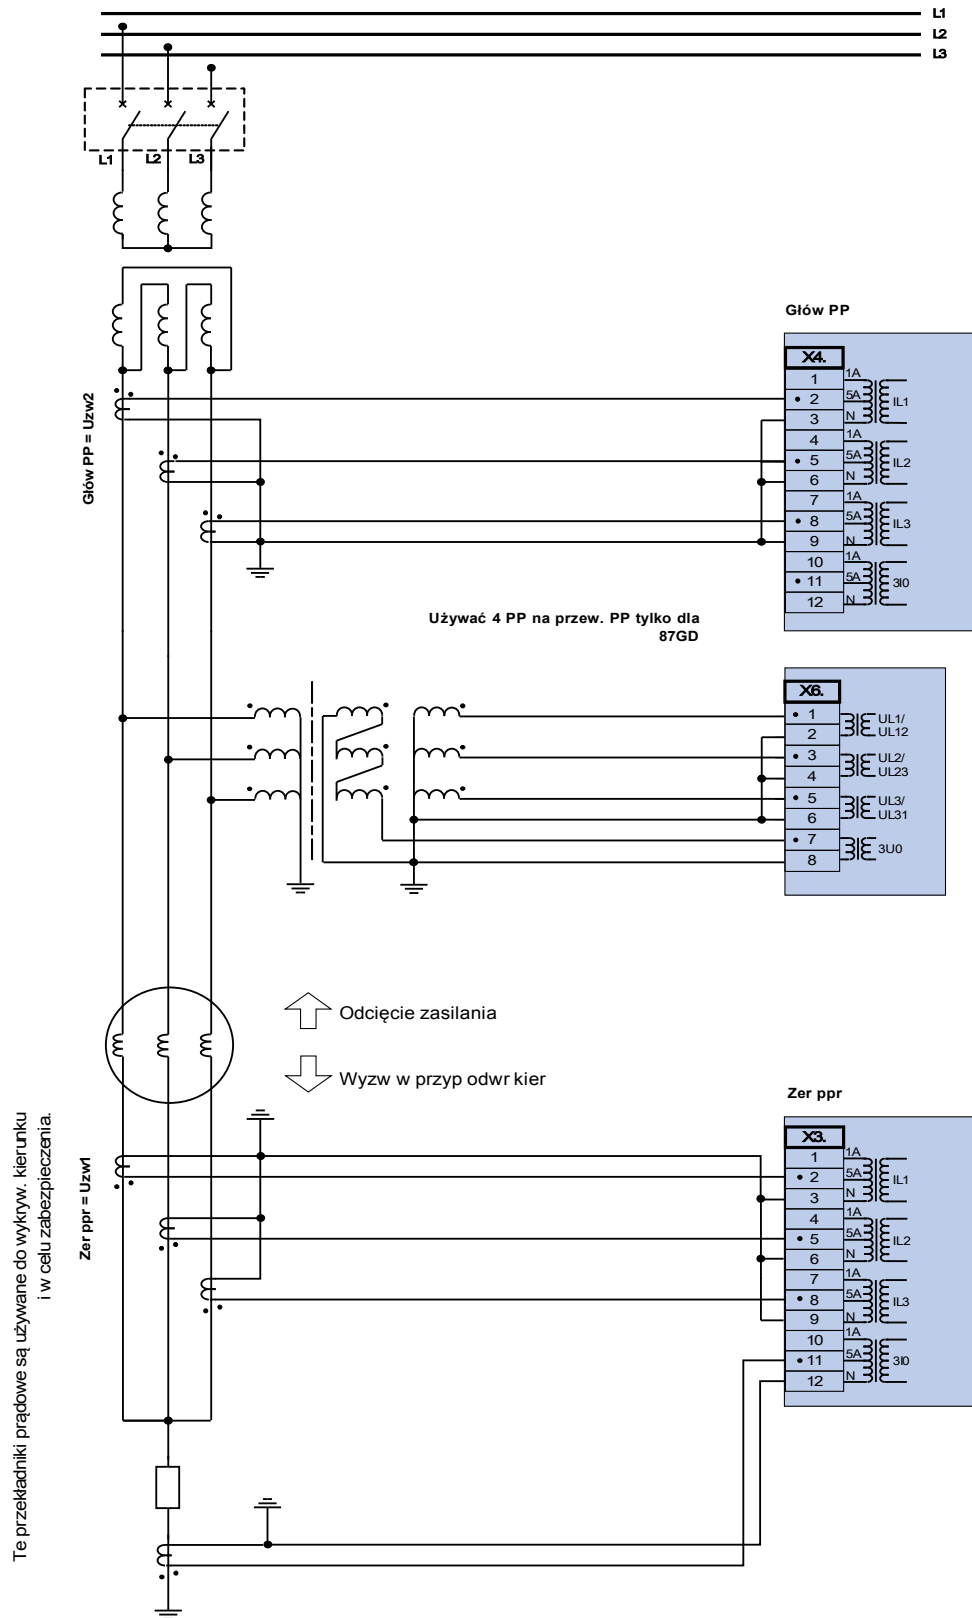 L1
L2
L3
L1 L2 L3
Głów PP
X4.
1 1A
2 5A IL1
3 N
4 1A
5 5A IL2
6 N
7 1A
8 5A IL3
9 N
10 1A
11 5A 3I0
12 N
Głów PP = Uzw2
Używać 4 PP na przew. PP tylko dla
87GD
X6.
1 UL1/
2 UL12
3 UL2/
4 UL23
5 UL3/
6 UL31
7 3U0
8
Odcięcie zasilania
Wyzw w przyp odwr kier
Zer ppr
X3.
1 1A
2 5A IL1
3 N
4 1A
5 5A IL2
6 N
7 1A
8 5A IL3
9 N
10 1A
11 5A 3I0
12 N
Zer ppr = Uzw1
Te przekładniki prądowe są używane do wykryw. kierunku
i w celu zabezpieczenia.